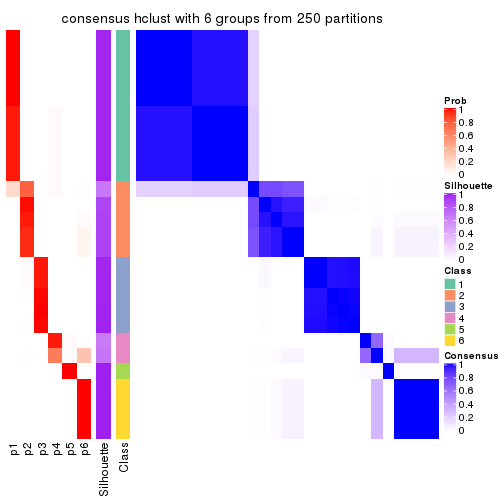 consensus hclust with 6 groups from 250 partitions
Prob
1
0.8
0.6
0.4
0.2
0
Silhouette
1
0.8
0.6
0.4
0.2
0
Class
1
2
3
4
5
6
Consensus
1
0.8
0.6
0.4
0.2
0
p1
p2
p3
p4
p5
p6
Silhouette
Class